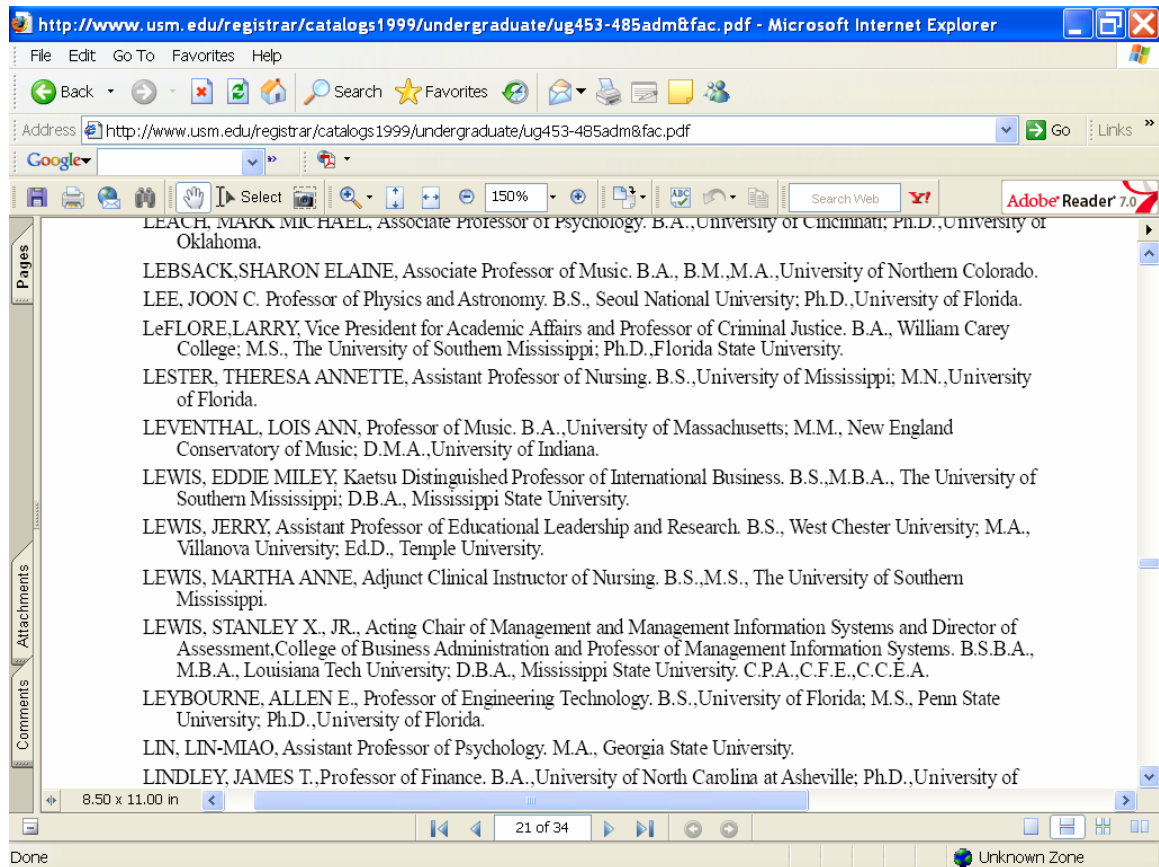 http://www.usm.edu/registrar/catalogs1999/undergraduate/ug453-485adm&fac.pdf - Microsoft Internet Explorer
File Edit Go To Favorites Help
Back Search Favorites
Address http://www.usm.edu/registrar/catalogs1999/undergraduate/ug453-485adm&fac.pdf Go Links »
Google
Select 150% ABC Search Web Y! Adobe Reader 7.0
Pages
Attachments
Comments
LEACH, MARK MICHAEL, Associate Professor of Psychology. B.A.,University of Cincinnati; Ph.D.,University of
Oklahoma.
LEBSACK,SHARON ELAINE, Associate Professor of Music. B.A., B.M.,M.A.,University of Northern Colorado.
LEE, JOON C. Professor of Physics and Astronomy. B.S., Seoul National University; Ph.D.,University of Florida.
LeFLORE,LARRY, Vice President for Academic Affairs and Professor of Criminal Justice. B.A., William Carey
College; M.S., The University of Southern Mississippi; Ph.D.,Florida State University.
LESTER, THERESA ANNETTE, Assistant Professor of Nursing. B.S.,University of Mississippi; M.N.,University
of Florida.
LEVENTHAL, LOIS ANN, Professor of Music. B.A.,University of Massachusetts; M.M., New England
Conservatory of Music; D.M.A.,University of Indiana.
LEWIS, EDDIE MILEY, Kaetsu Distinguished Professor of International Business. B.S.,M.B.A., The University of
Southern Mississippi; D.B.A., Mississippi State University.
LEWIS, JERRY, Assistant Professor of Educational Leadership and Research. B.S., West Chester University; M.A.,
Villanova University; Ed.D., Temple University.
LEWIS, MARTHA ANNE, Adjunct Clinical Instructor of Nursing. B.S.,M.S., The University of Southern
Mississippi.
LEWIS, STANLEY X., JR., Acting Chair of Management and Management Information Systems and Director of
Assessment,College of Business Administration and Professor of Management Information Systems. B.S.B.A.,
M.B.A., Louisiana Tech University; D.B.A., Mississippi State University. C.P.A.,C.F.E.,C.C.E.A.
LEYBOURNE, ALLEN E., Professor of Engineering Technology. B.S.,University of Florida; M.S., Penn State
University; Ph.D.,University of Florida.
LIN, LIN-MIAO, Assistant Professor of Psychology. M.A., Georgia State University.
LINDLEY, JAMES T.,Professor of Finance. B.A.,University of North Carolina at Asheville; Ph.D.,University of
8.50 x 11.00 in
21 of 34
Done Unknown Zone